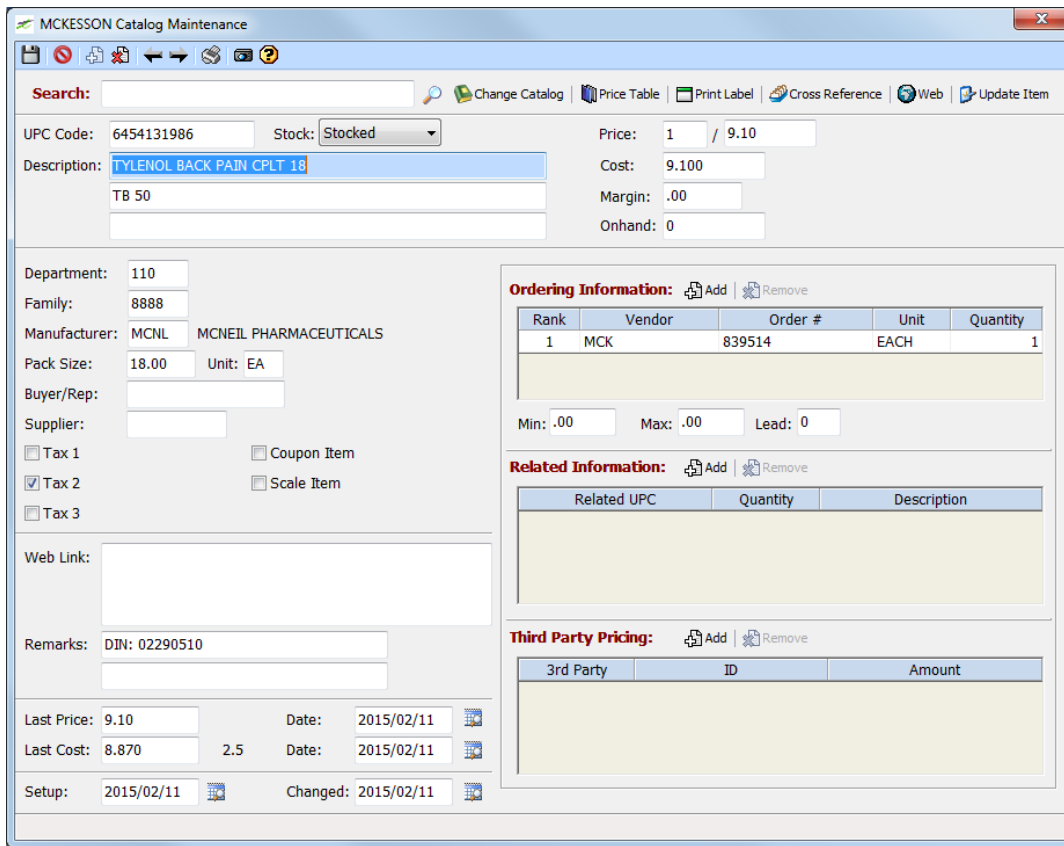 MCKESSON Catalog Maintenance
x
?
Search: Change Catalog | Price Table | Print Label | Cross Reference | Web | Update Item
UPC Code: 6454131986 Stock: Stocked Price: 1 / 9.10
Description: TYLENOL BACK PAIN CPLT 18 Cost: 9.100
TB 50 Margin: .00
Onhand: 0
Department: 110
Family: 8888
Manufacturer: MCNL MCNEIL PHARMACEUTICALS
Pack Size: 18.00 Unit: EA
Buyer/Rep:
Supplier:
Tax 1 Coupon Item
Tax 2 Scale Item
Tax 3
Web Link:
Remarks: DIN: 02290510
Last Price: 9.10 Date: 2015/02/11
Last Cost: 8.870 2.5 Date: 2015/02/11
Setup: 2015/02/11 Changed: 2015/02/11
Ordering Information: Add | Remove
Rank Vendor Order # Unit Quantity
1 MCK 839514 EACH 1
Min: .00 Max: .00 Lead: 0
Related Information: Add | Remove
Related UPC Quantity Description
Third Party Pricing: Add | Remove
3rd Party ID Amount